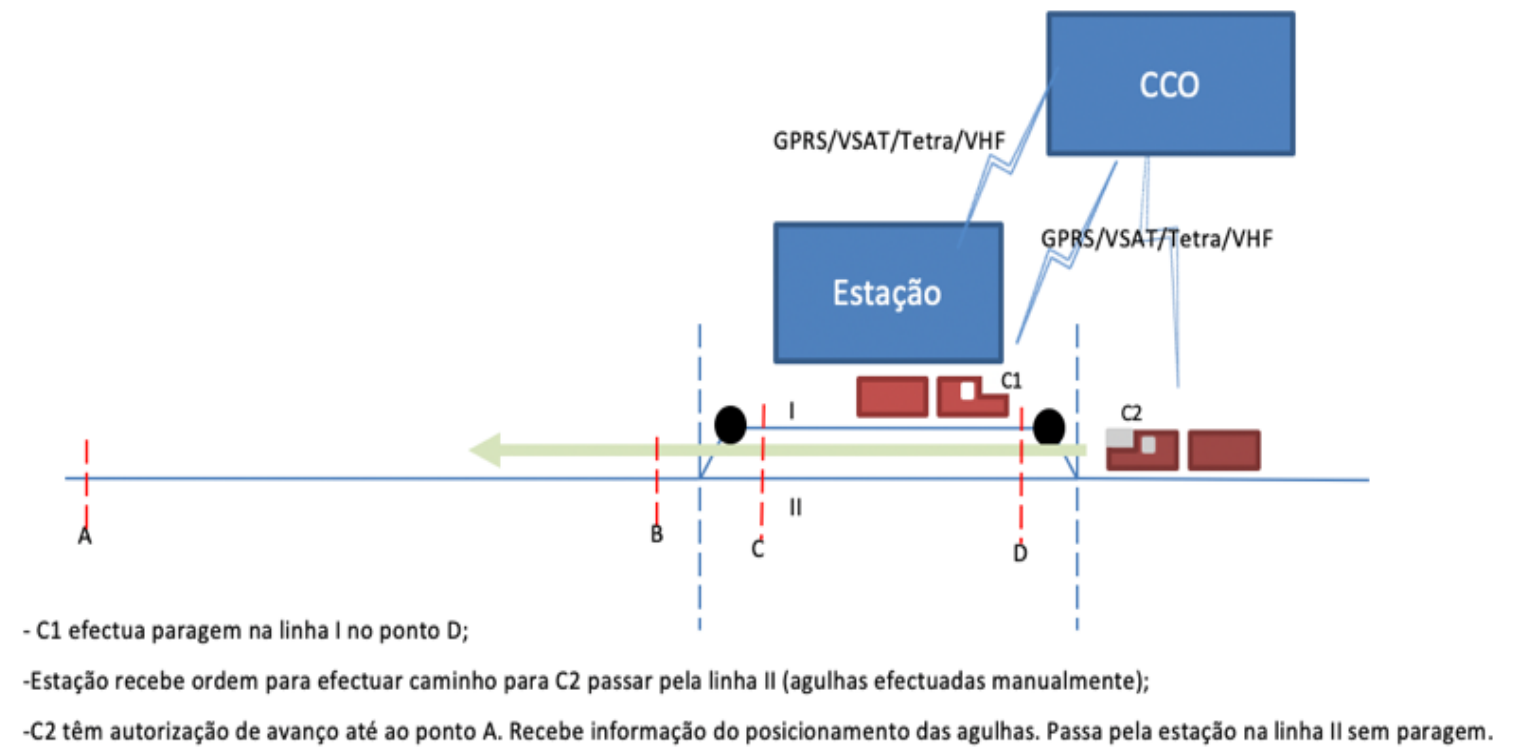 CCO
GPRS/VSAT/Tetra/VHF
GPRS/VSAT/Tetra/VHF
Estação
C1
I
C2
II
A
B
C
D
- C1 efectua paragem na linha I no ponto D;
-Estação recebe ordem para efectuar caminho para C2 passar pela linha II (agulhas efectuadas manualmente);
-C2 têm autorização de avanço até ao ponto A. Recebe informação do posicionamento das agulhas. Passa pela estação na linha II sem paragem.